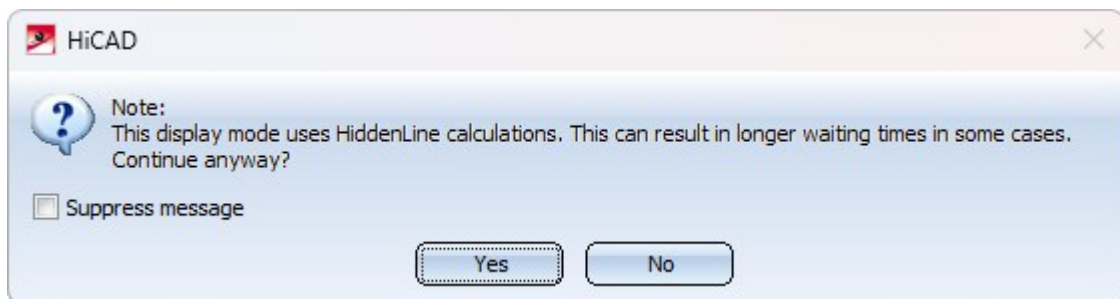 HiCAD
Note:
This display mode uses HiddenLine calculations. This can result in longer waiting times in some cases.
Continue anyway?
Suppress message
Yes
No